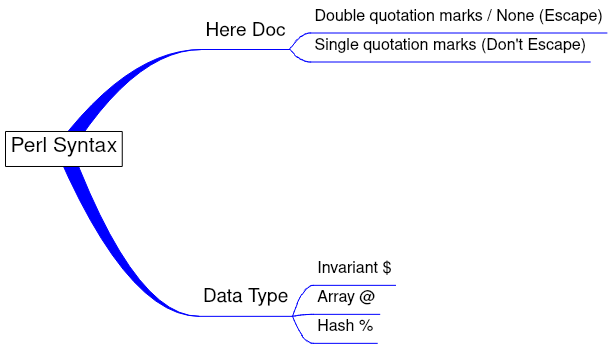 Perl Syntax
Here Doc
Double quotation marks / None (Escape)
Single quotation marks (Don't Escape)
Data Type
Invariant $
Array @
Hash %